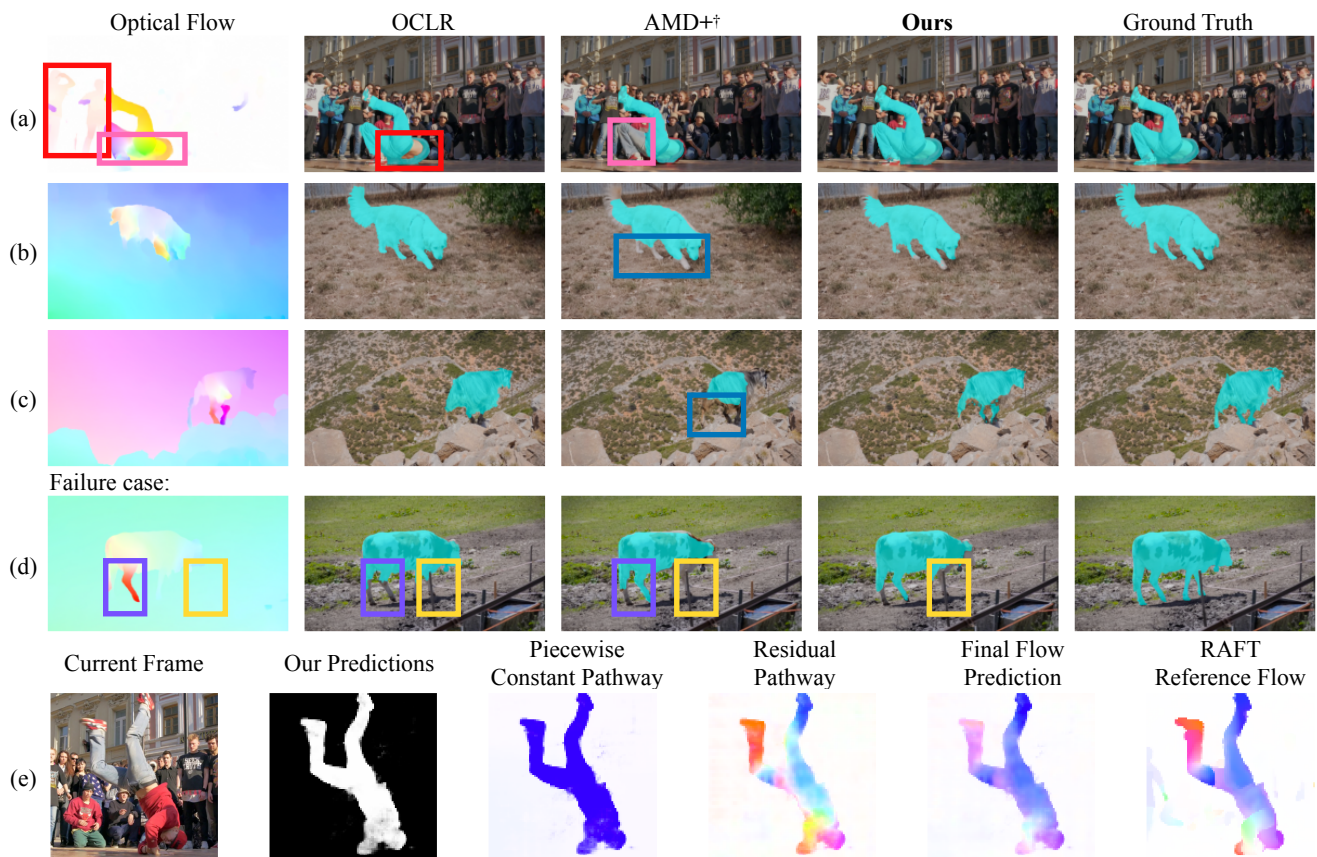 Optical Flow OCLR AMD+† Ours Ground Truth
(a)
(b)
(c)
Failure case:
(d)
Current Frame Our Predictions Piecewise Constant Pathway Residual Pathway Final Flow Prediction RAFT Reference Flow
(e)